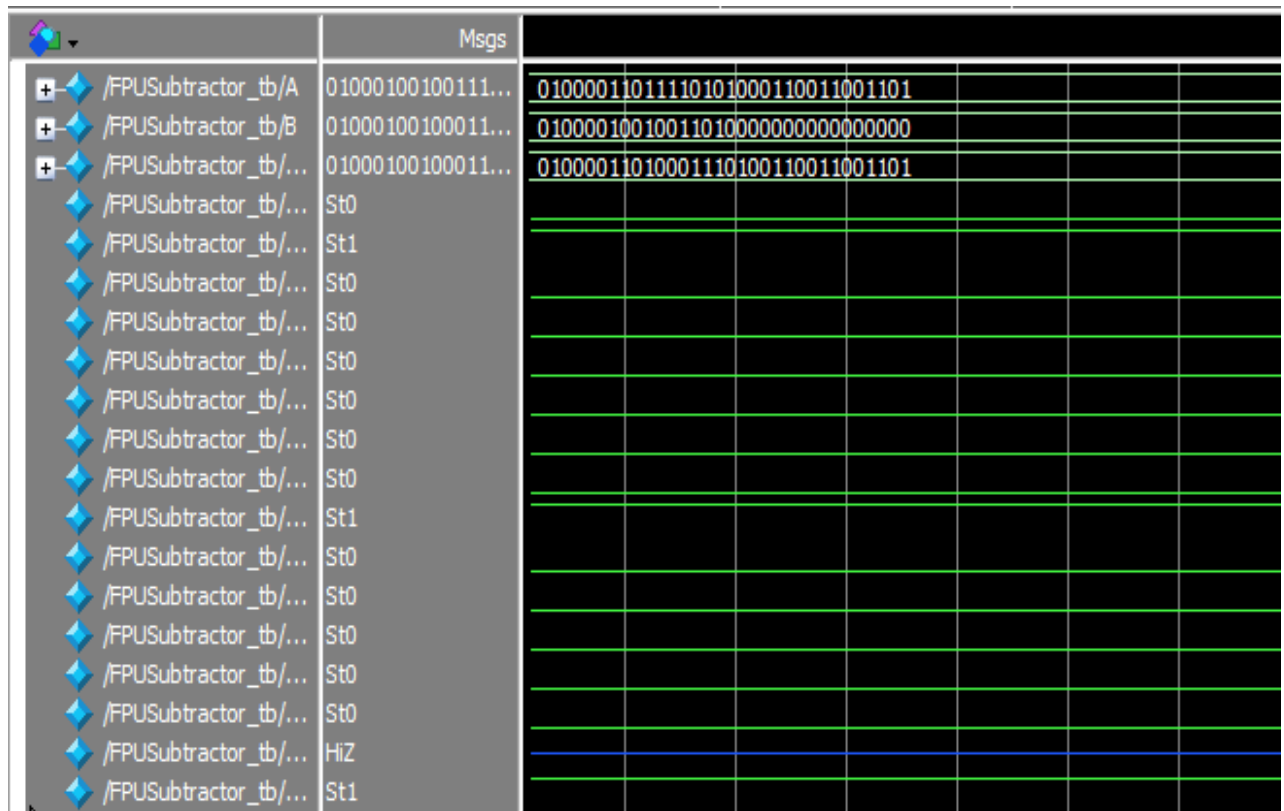 Msgs
/FPUSubtractor_tb/A 01000100100111... 01000011011110101000110011001101
/FPUSubtractor_tb/B 01000100100011... 01000010010011010000000000000000
/FPUSubtractor_tb/... 01000100100011... 01000011010001110100110011001101
/FPUSubtractor_tb/... St0
/FPUSubtractor_tb/... St1
/FPUSubtractor_tb/... St0
/FPUSubtractor_tb/... St0
/FPUSubtractor_tb/... St0
/FPUSubtractor_tb/... St0
/FPUSubtractor_tb/... St0
/FPUSubtractor_tb/... St0
/FPUSubtractor_tb/... St1
/FPUSubtractor_tb/... St0
/FPUSubtractor_tb/... St0
/FPUSubtractor_tb/... St0
/FPUSubtractor_tb/... St0
/FPUSubtractor_tb/... St0
/FPUSubtractor_tb/... HiZ
/FPUSubtractor_tb/... St1